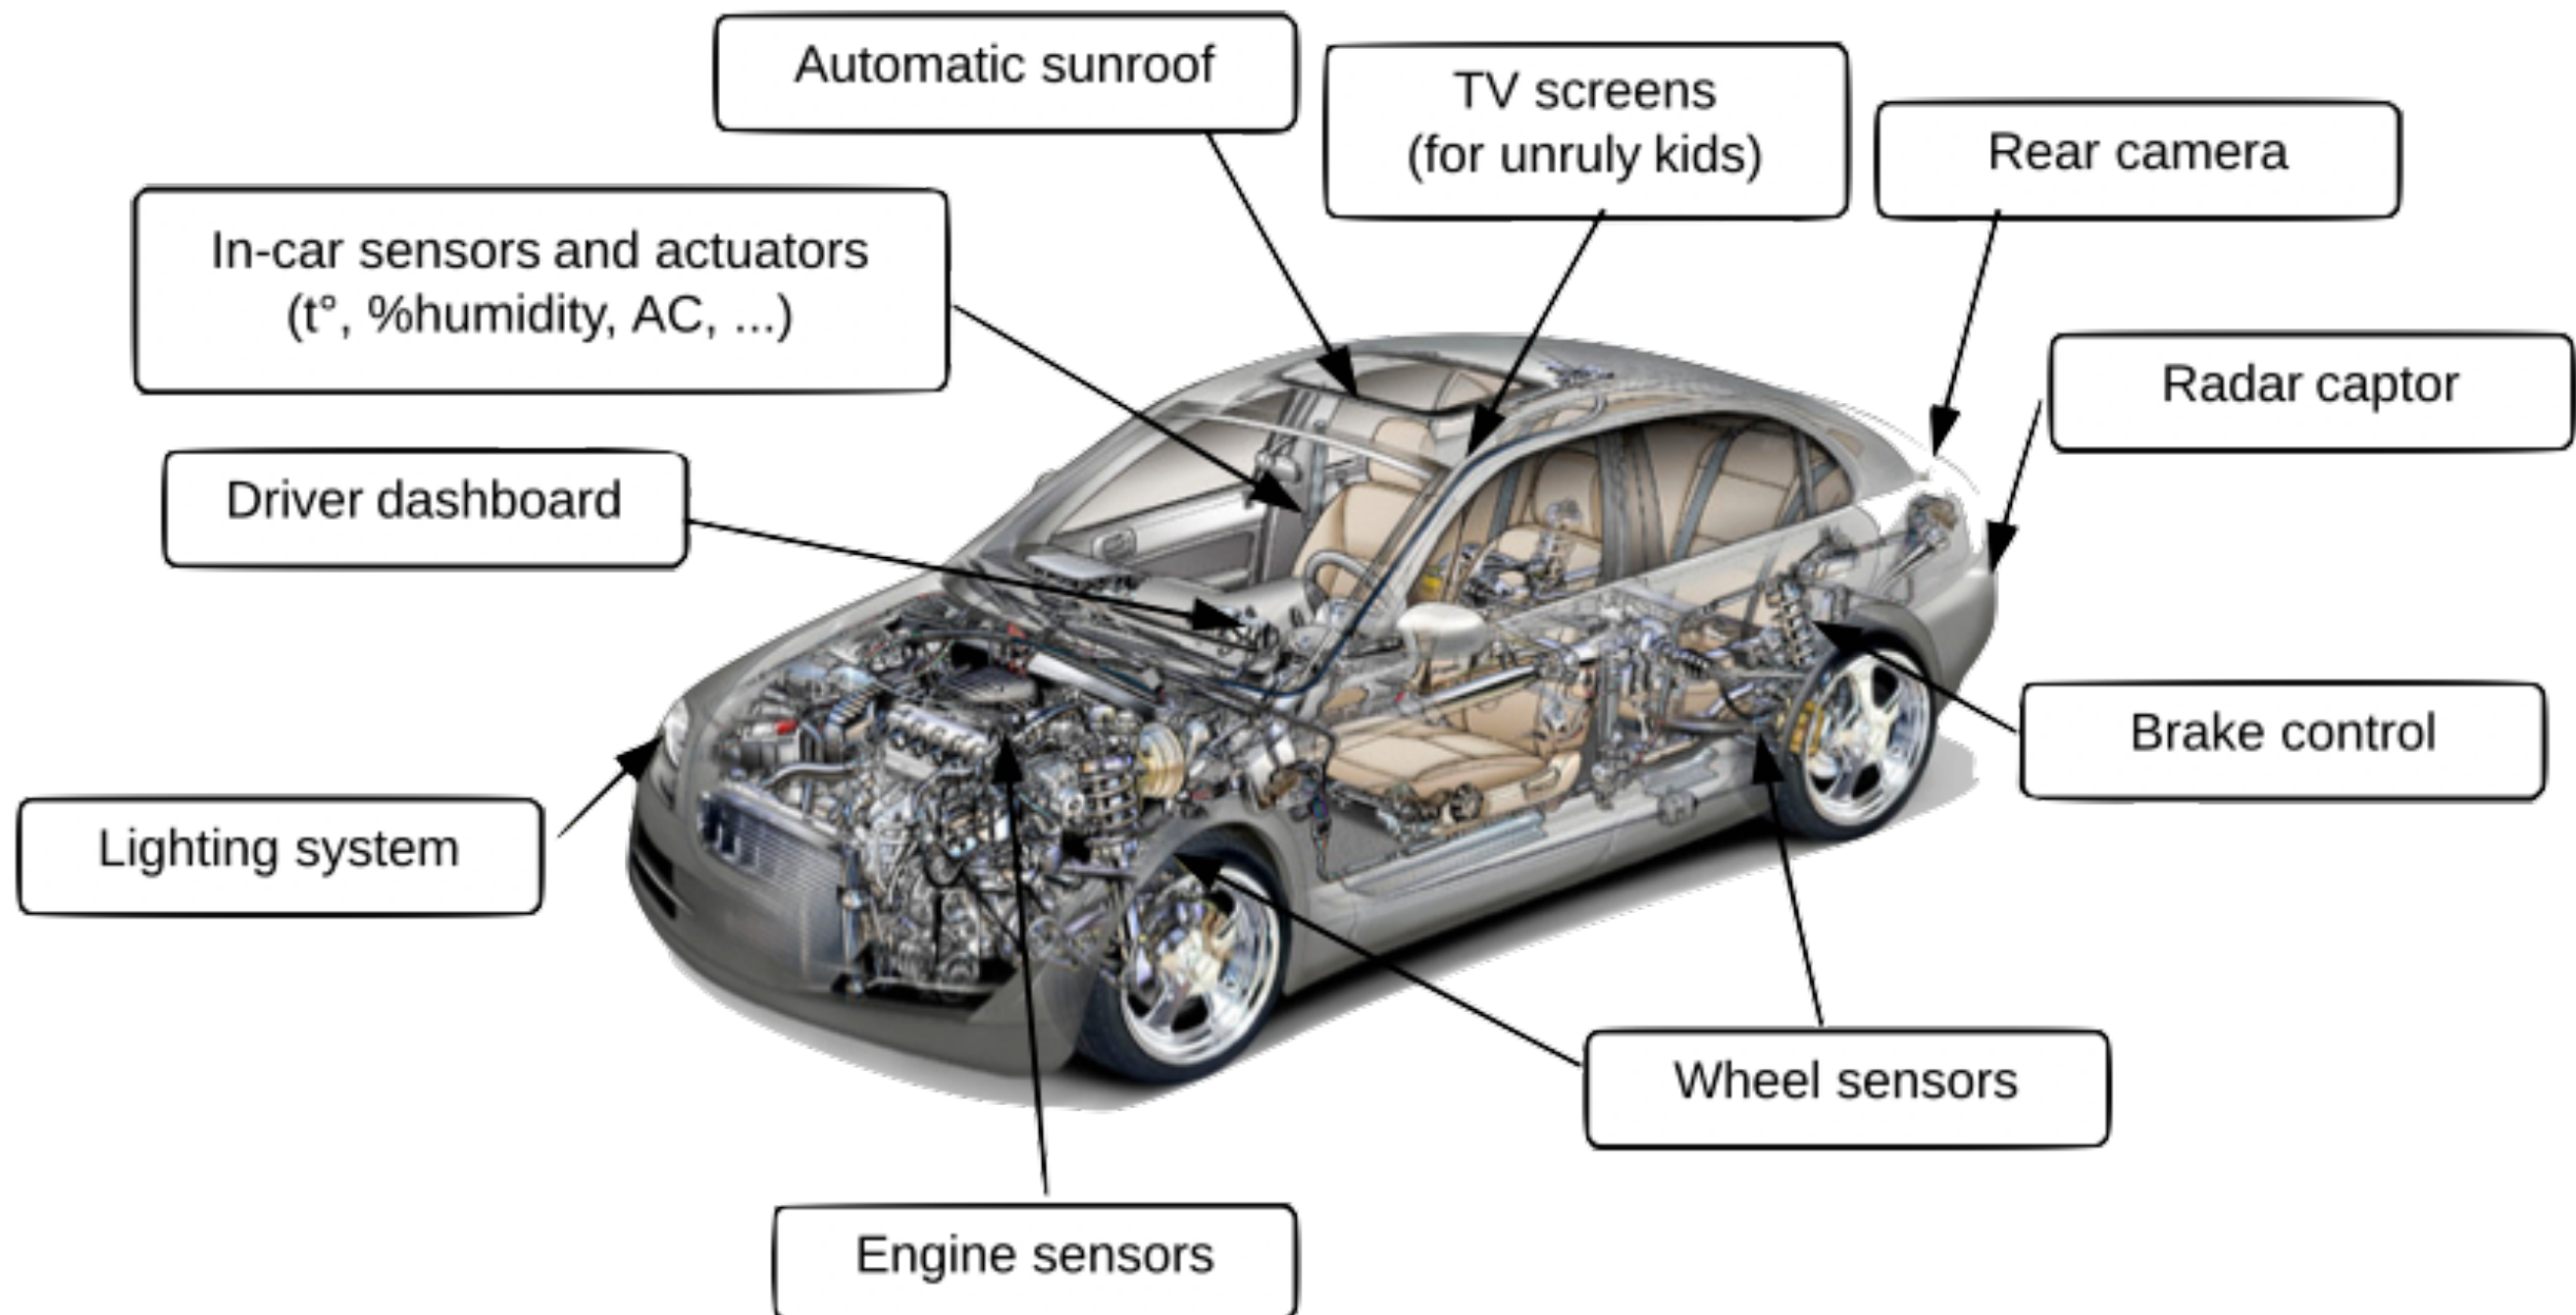 Automatic sunroof
TV screens
(for unruly kids)
Rear camera
In-car sensors and actuators
(t°, %humidity, AC, ...)
Radar captor
Driver dashboard
Brake control
Lighting system
Wheel sensors
Engine sensors